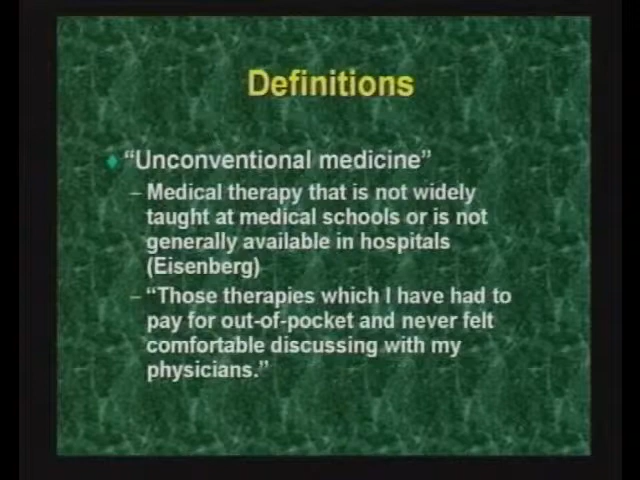 Definitions
“Unconventional medicine”
– Medical therapy that is not widely
taught at medical schools or is not
generally available in hospitals
(Eisenberg)
– “Those therapies which I have had to
pay for out-of-pocket and never felt
comfortable discussing with my
physicians.”